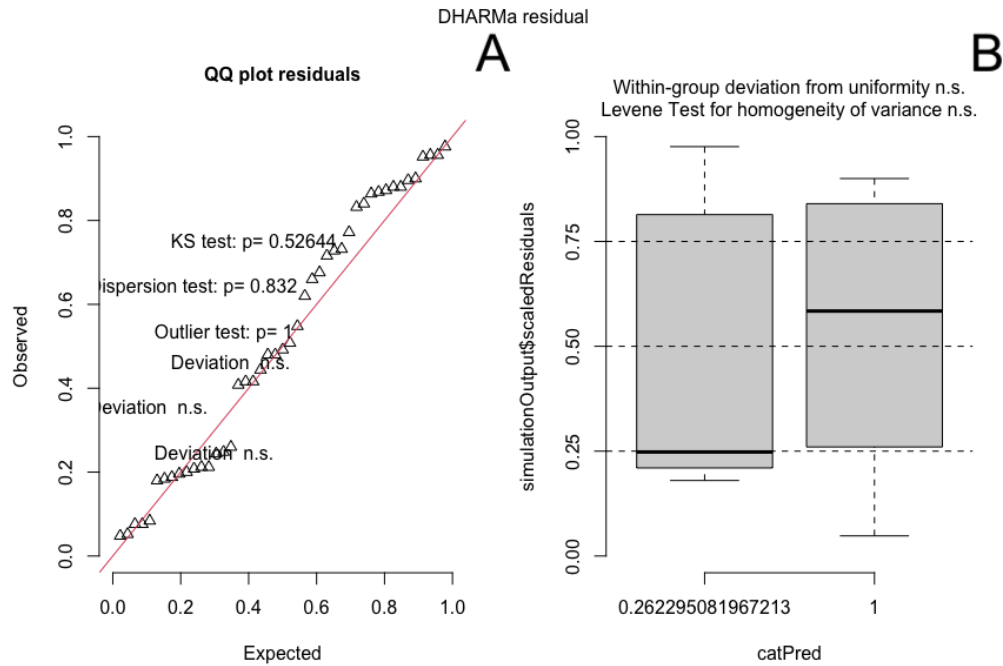 DHARMa residual
A
QQ plot residuals
1.0
0.8
0.6
0.4
0.2
0.0
Observed
KS test: p= 0.52644
Dispersion test: p= 0.832
Outlier test: p= 1
Deviation n.s.
Deviation n.s.
Deviation n.s.
0.0 0.2 0.4 0.6 0.8 1.0
Expected
B
Within-group deviation from uniformity n.s.
Levene Test for homogeneity of variance n.s.
1.00
0.75
0.50
0.25
0.00
simulationOutput$scaledResiduals
0.262295081967213 1
catPred